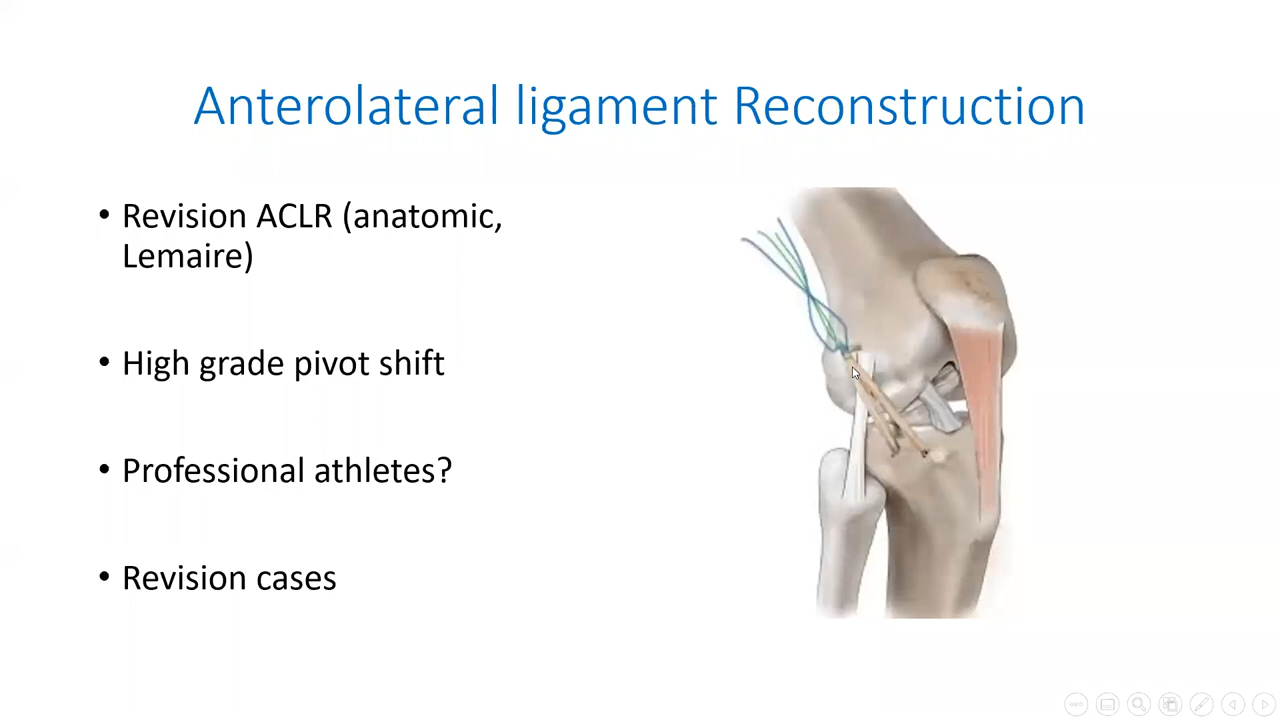 Anterolateral ligament Reconstruction
• Revision ACLR (anatomic,
Lemaire)
• High grade pivot shift
• Professional athletes?
• Revision cases